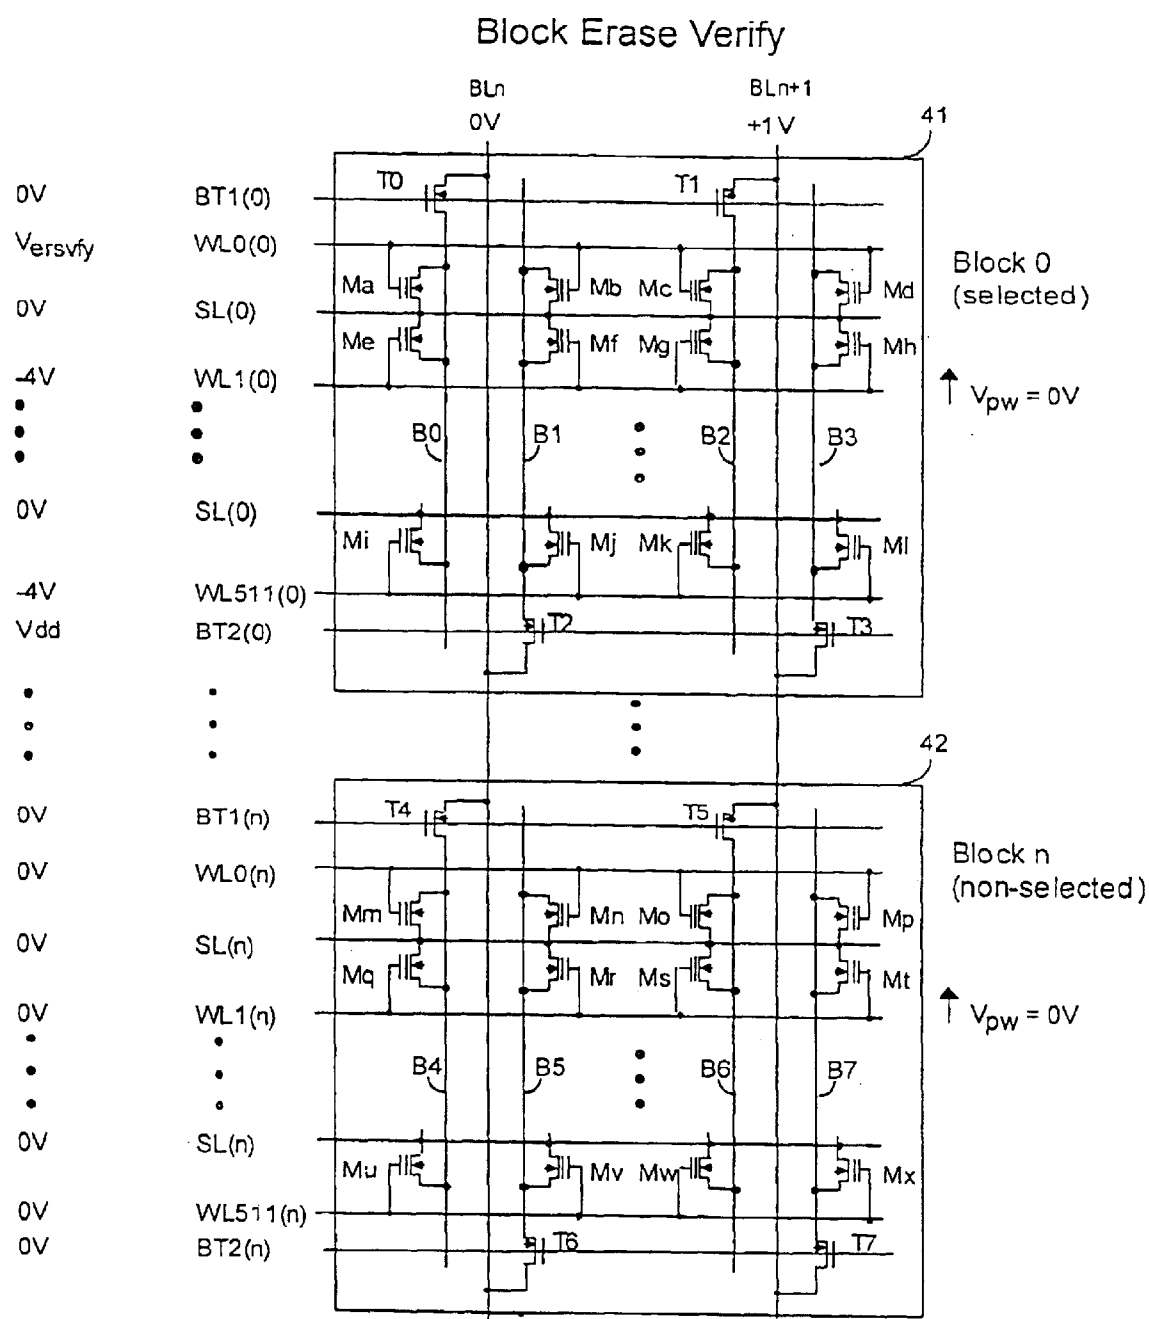 Block Erase Verify
BLn BLn+1
0V +1V
41
T0 T1
0V BT1(0)
Versvfy WL0(0)
Block 0
(selected)
Ma Mb Mc Md
0V SL(0)
Me Mf Mg Mh
-4V WL1(0)
Vpw = 0V
B0 B1 B2 B3
0V SL(0)
Mi Mj Mk Ml
-4V WL511(0)
Vdd BT2(0) T2 T3
42
0V BT1(n) T4 T5
Block n
(non-selected)
0V WL0(n)
Mm Mn Mo Mp
0V SL(n)
Mq Mr Ms Mt
0V WL1(n)
Vpw = 0V
B4 B5 B6 B7
0V SL(n)
Mu Mv Mw Mx
0V WL511(n)
0V BT2(n) T6 T7